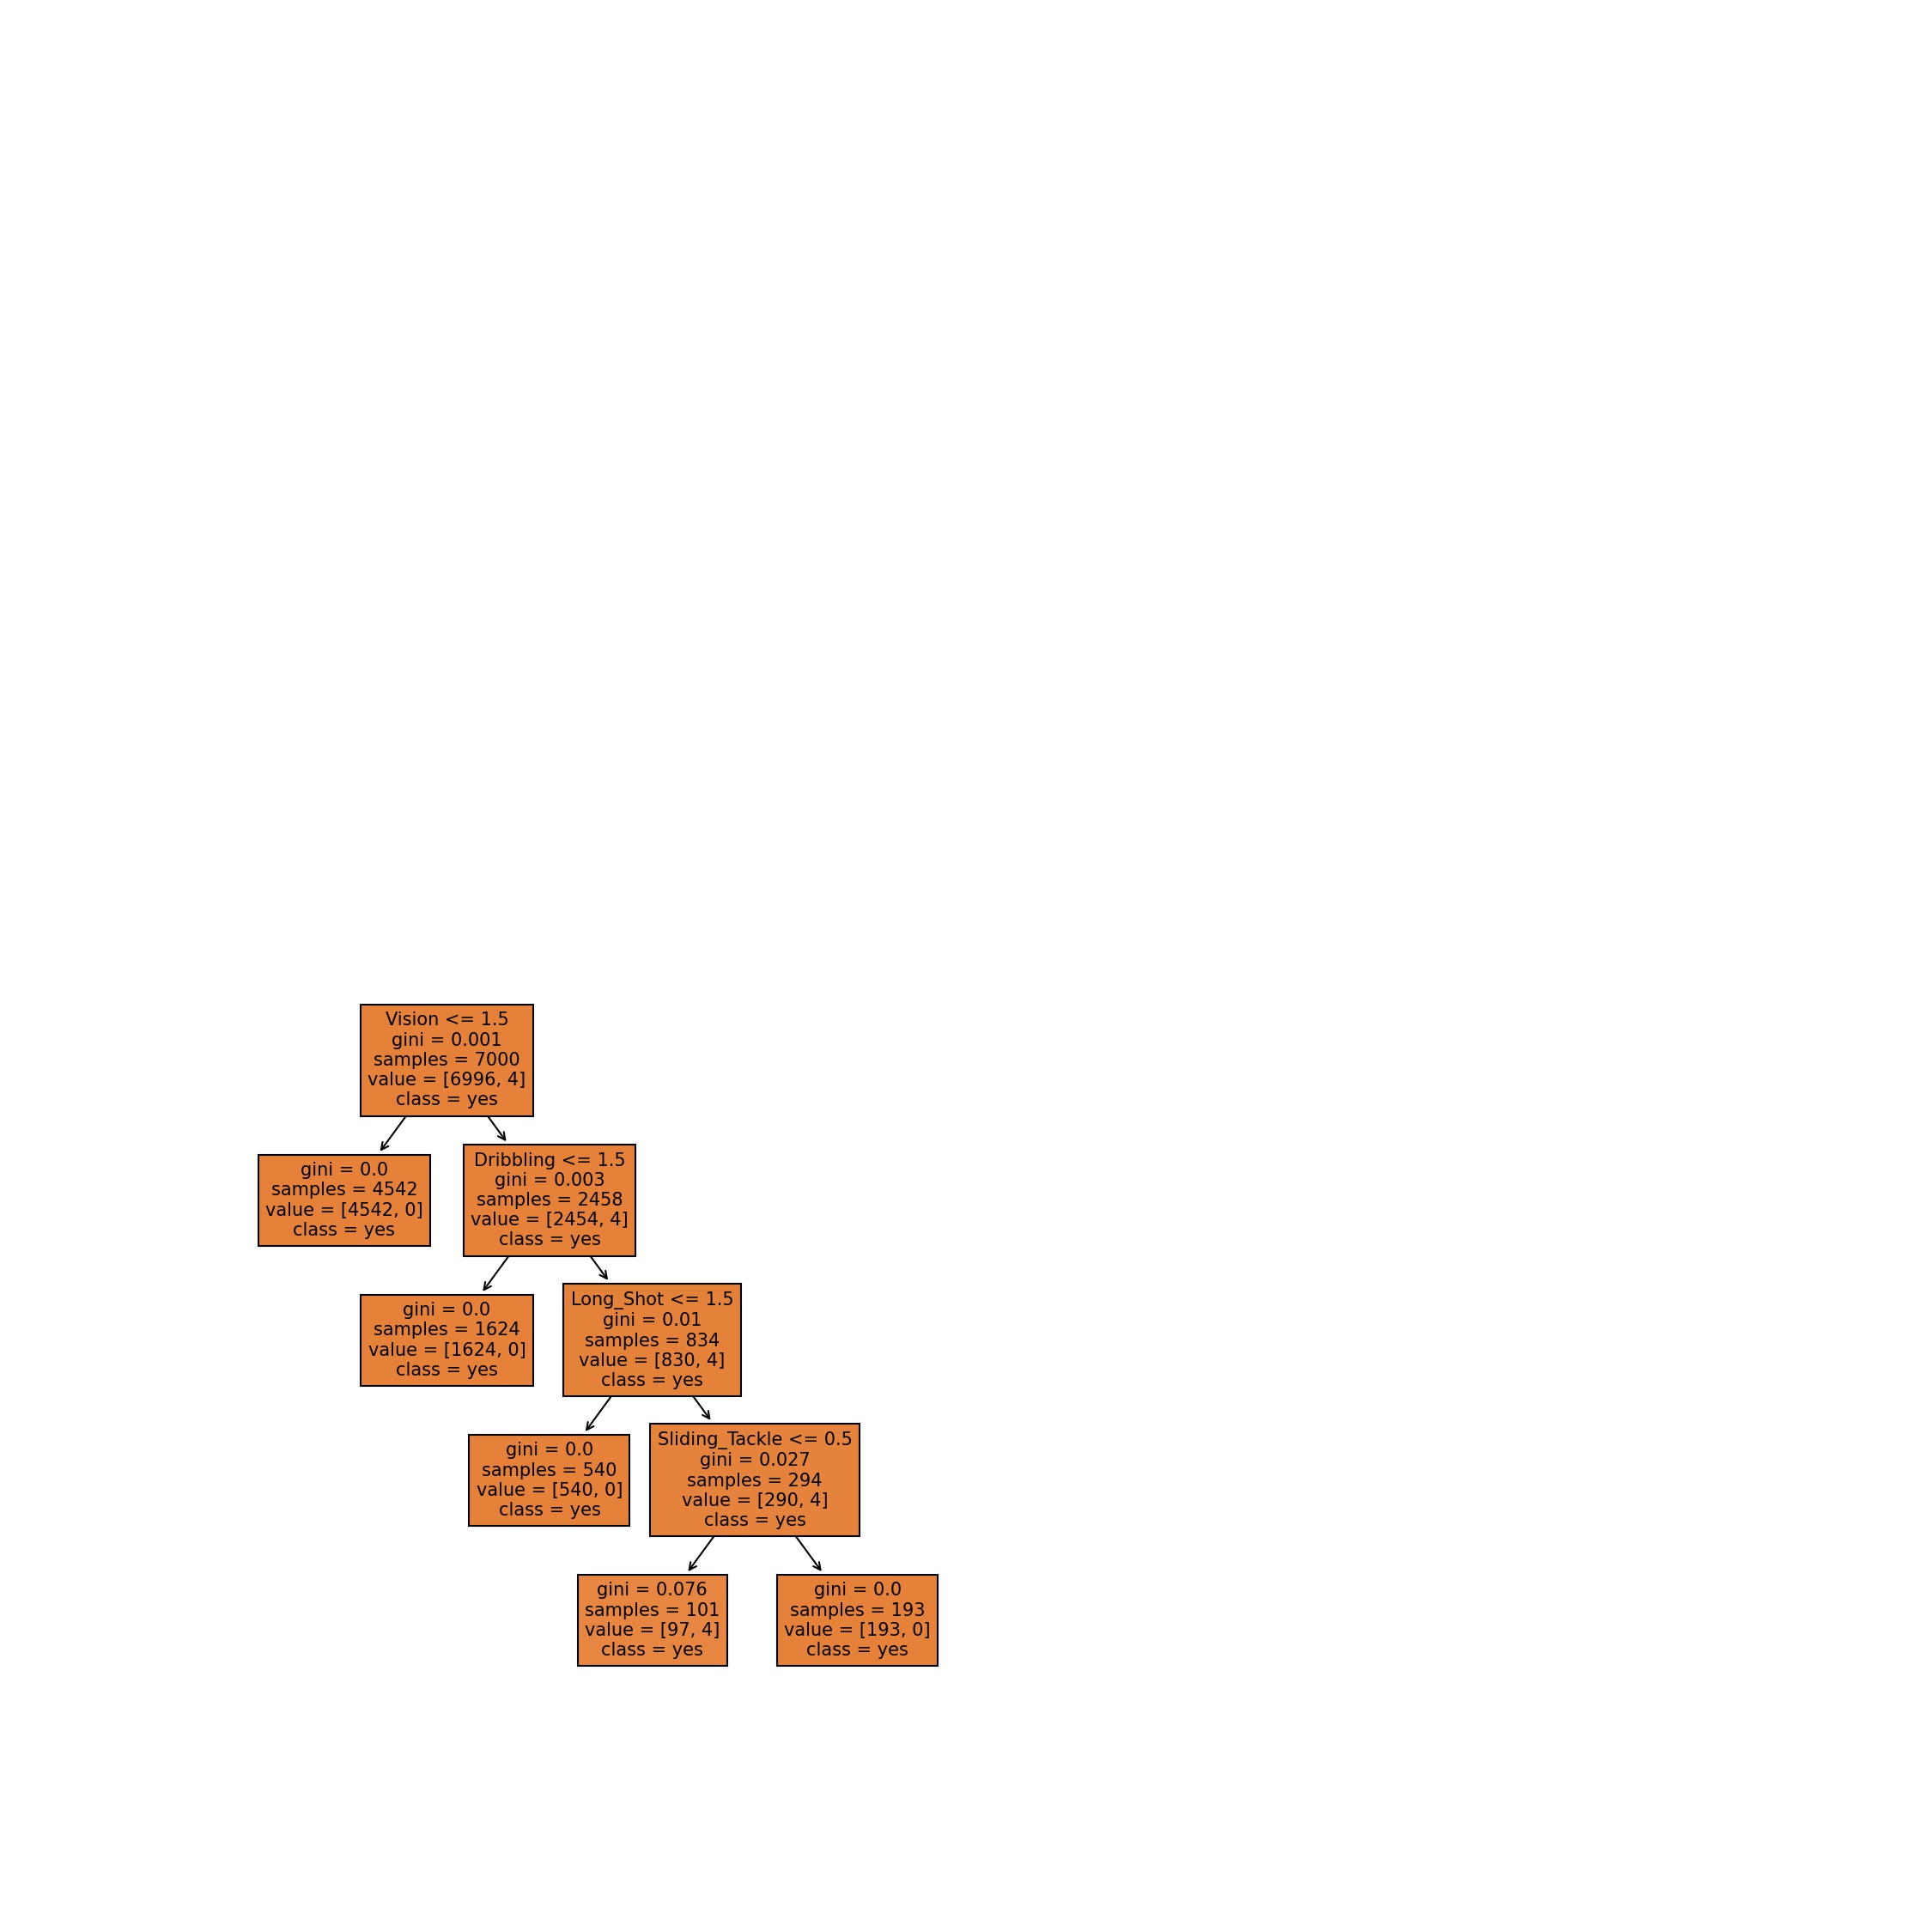 Vision <= 1.5
gini = 0.001
samples = 7000
value = [6996, 4]
class = yes
gini = 0.0
samples = 4542
value = [4542, 0]
class = yes
Dribbling <= 1.5
gini = 0.003
samples = 2458
value = [2454, 4]
class = yes
gini = 0.0
samples = 1624
value = [1624, 0]
class = yes
Long_Shot <= 1.5
gini = 0.01
samples = 834
value = [830, 4]
class = yes
gini = 0.0
samples = 540
value = [540, 0]
class = yes
Sliding_Tackle <= 0.5
gini = 0.027
samples = 294
value = [290, 4]
class = yes
gini = 0.076
samples = 101
value = [97, 4]
class = yes
gini = 0.0
samples = 193
value = [193, 0]
class = yes